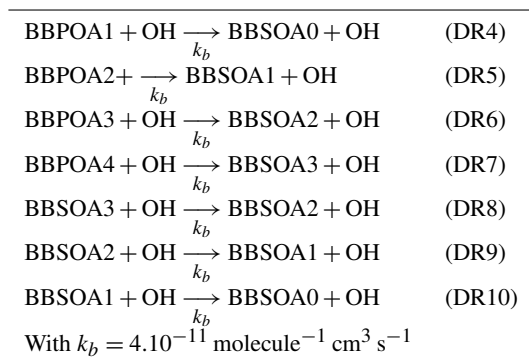 BBPOA1 + OH ⟶k_b BBSOA0 + OH (DR4)
BBPOA2+ ⟶k_b BBSOA1 + OH (DR5)
BBPOA3 + OH ⟶k_b BBSOA2 + OH (DR6)
BBPOA4 + OH ⟶k_b BBSOA3 + OH (DR7)
BBSOA3 + OH ⟶k_b BBSOA2 + OH (DR8)
BBSOA2 + OH ⟶k_b BBSOA1 + OH (DR9)
BBSOA1 + OH ⟶k_b BBSOA0 + OH (DR10)
With k_b = 4.10⁻¹¹ molecule⁻¹ cm³ s⁻¹